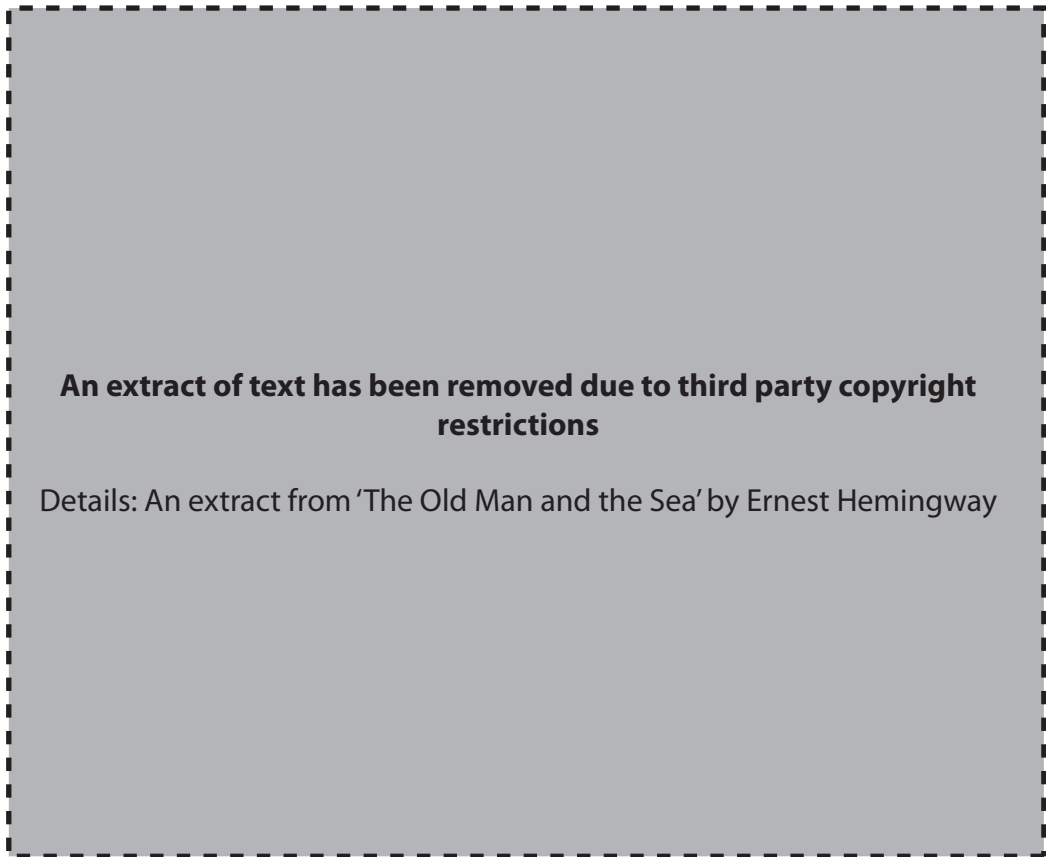 An extract of text has been removed due to third party copyright
restrictions
Details: An extract from ‘The Old Man and the Sea’ by Ernest Hemingway